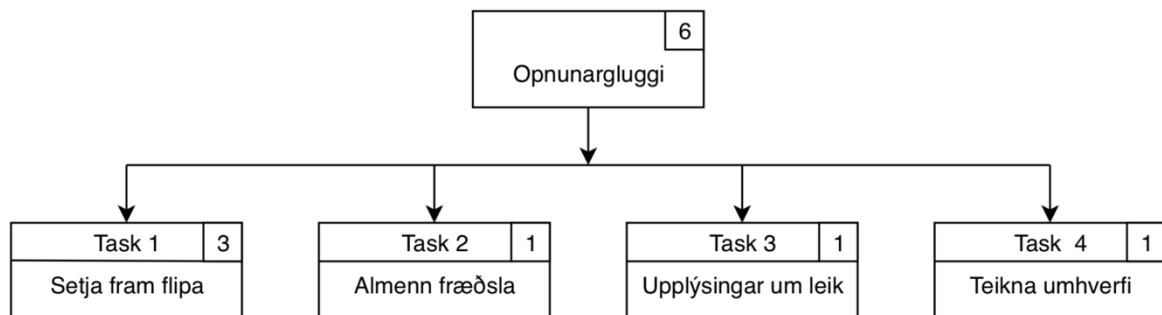 6
Opnunargluggi
Task 1 3
Setja fram flipa
Task 2 1
Almenn fræðsla
Task 3 1
Upplýsingar um leik
Task 4 1
Teikna umhverfi